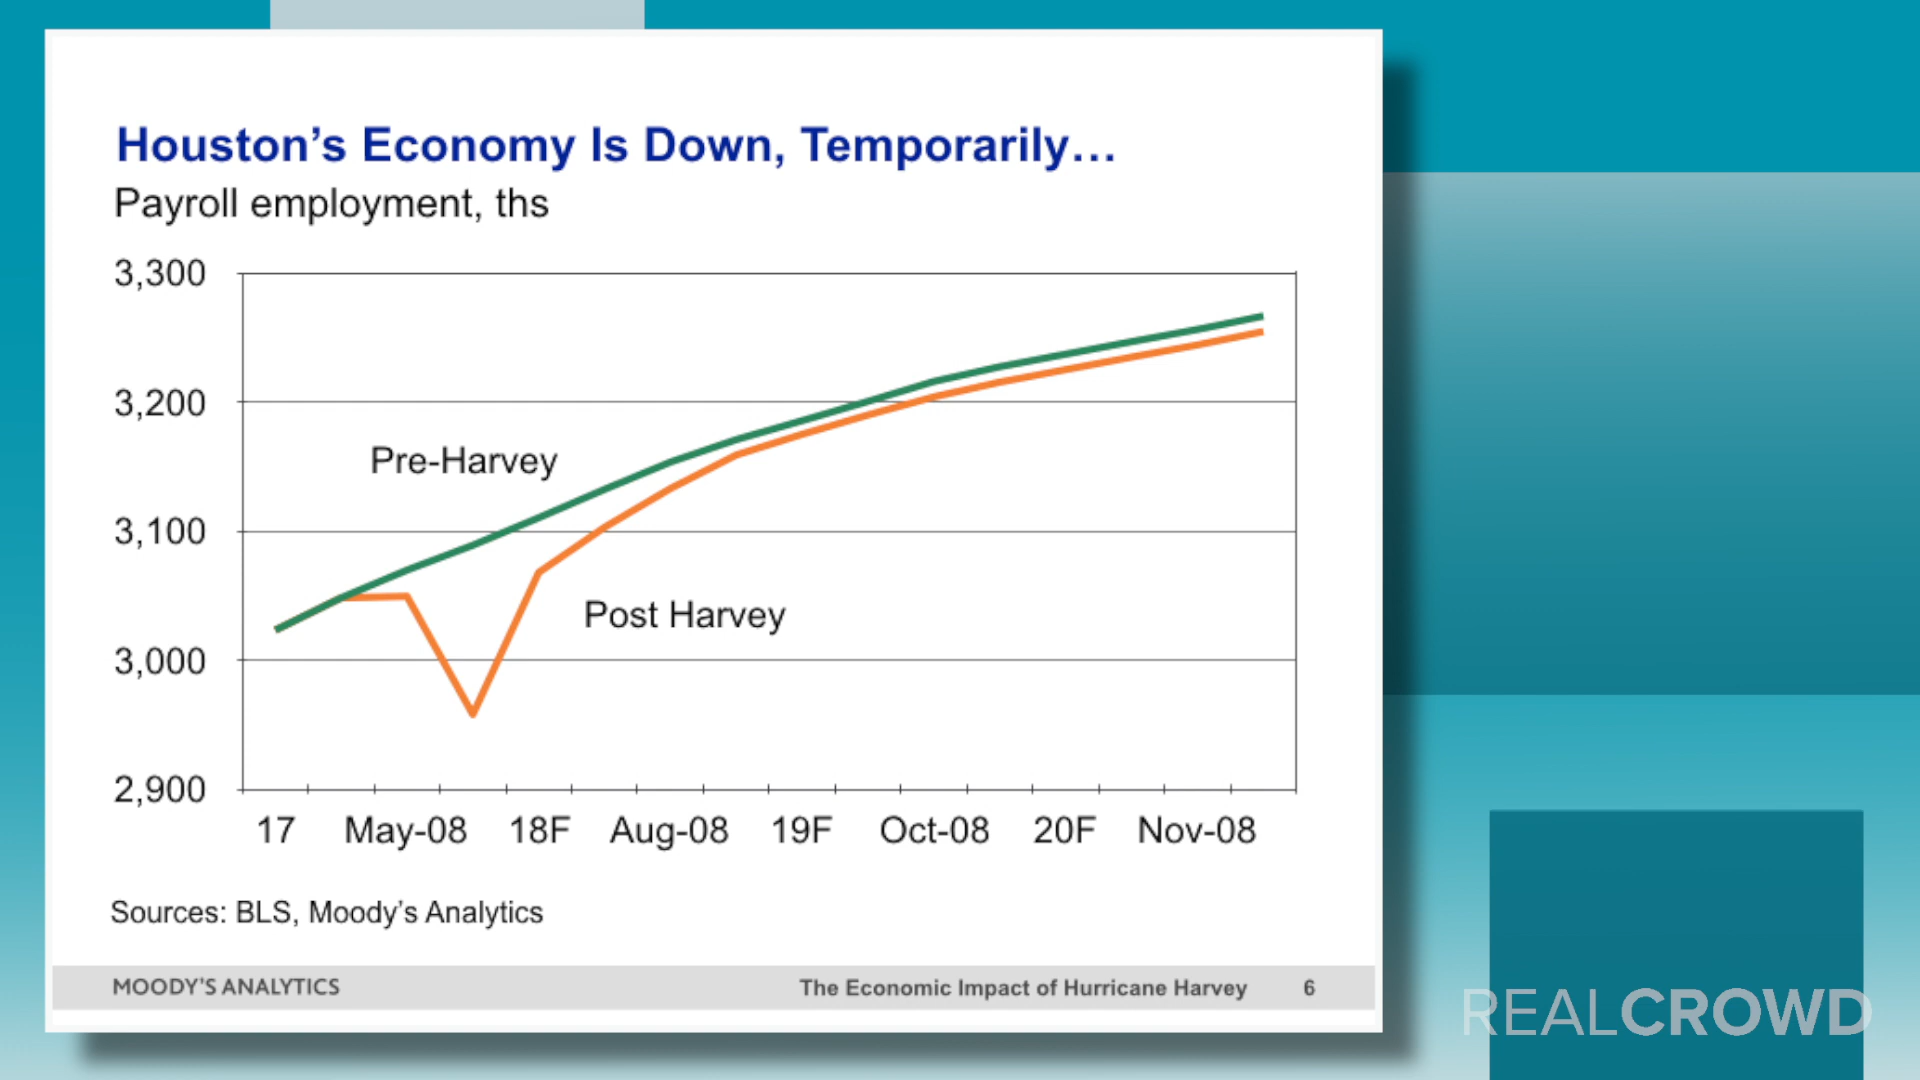 Houston’s Economy Is Down, Temporarily…
Payroll employment, ths
3,300
3,200
3,100
3,000
2,900
Pre-Harvey
Post Harvey
17 May-08 18F Aug-08 19F Oct-08 20F Nov-08
Sources: BLS, Moody’s Analytics
MOODY’S ANALYTICS The Economic Impact of Hurricane Harvey 6
REALCROWD